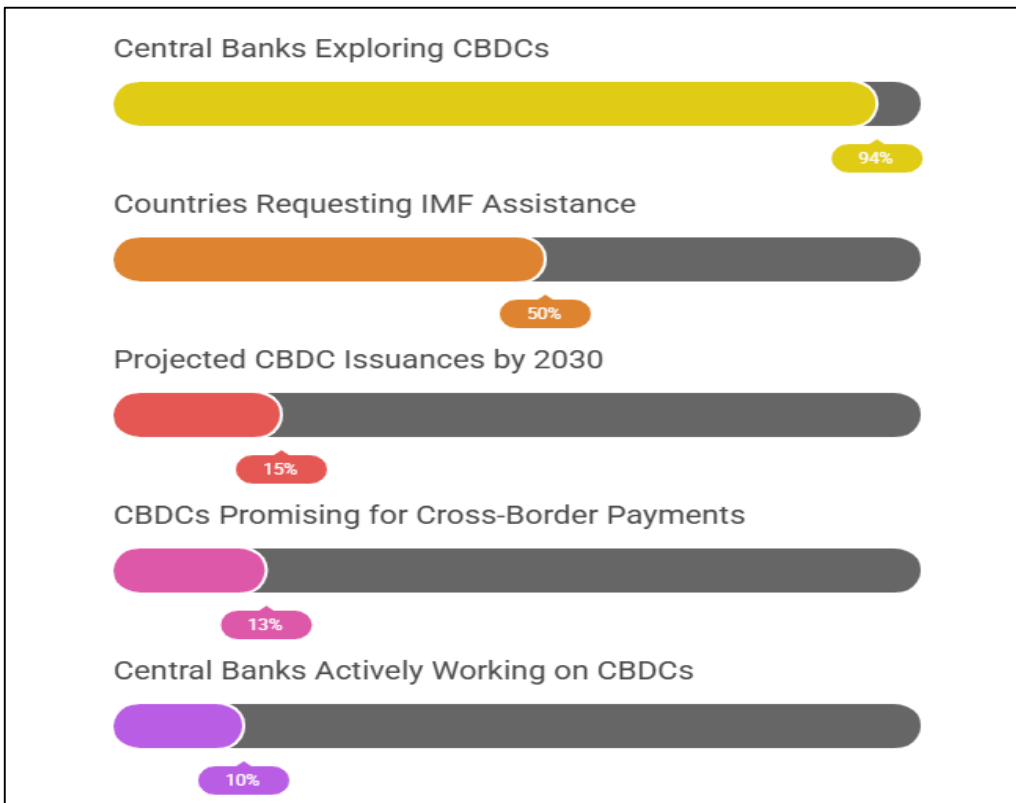 Central Banks Exploring CBDCs
94%
Countries Requesting IMF Assistance
50%
Projected CBDC Issuances by 2030
15%
CBDCs Promising for Cross-Border Payments
13%
Central Banks Actively Working on CBDCs
10%